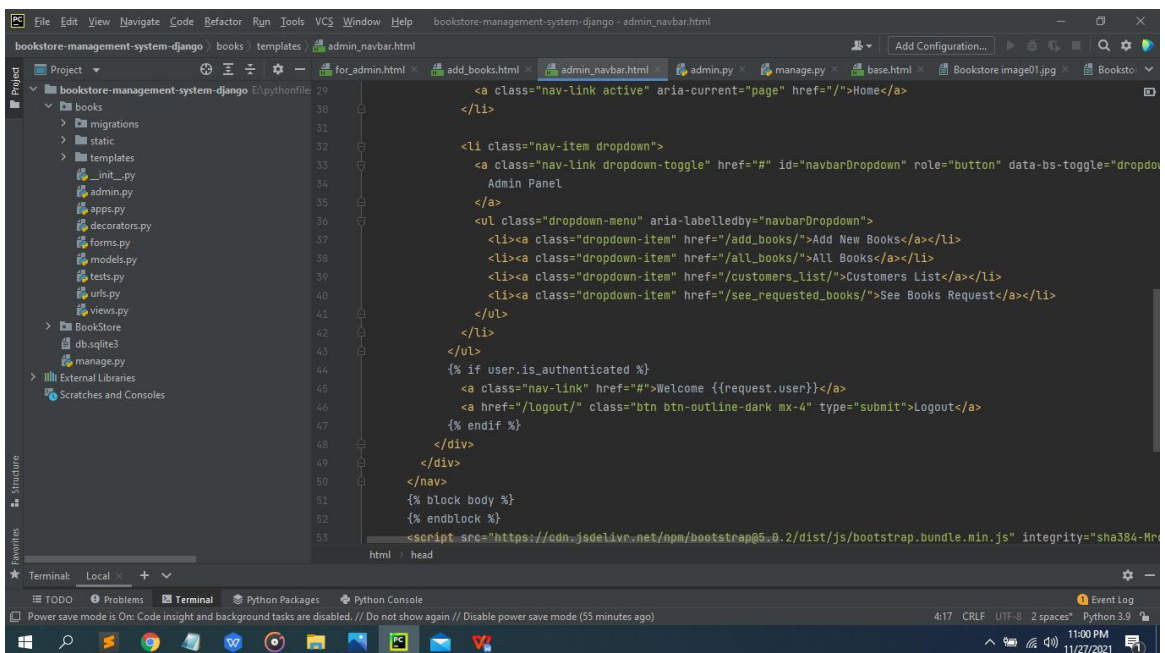 File Edit View Navigate Code Refactor Run Tools VCS Window Help bookstore-management-system-django - admin_navbar.html
bookstore-management-system-django books templates admin_navbar.html Add Configuration...
Project
for_admin.html add_books.html admin_navbar.html admin.py manage.py base.html Bookstore image01.jpg Booksto
Project
bookstore-management-system-django E:\pythonfile
books
migrations
static
templates
__init__.py
admin.py
apps.py
decorators.py
forms.py
models.py
tests.py
urls.py
views.py
BookStore
db.sqlite3
manage.py
External Libraries
Scratches and Consoles
Structure
Favorites
29 <a class="nav-link active" aria-current="page" href="/">Home</a>
30 </li>
31
32 <li class="nav-item dropdown">
33 <a class="nav-link dropdown-toggle" href="#" id="navbarDropdown" role="button" data-bs-toggle="dropdow
34 Admin Panel
35 </a>
36 <ul class="dropdown-menu" aria-labelledby="navbarDropdown">
37 <li><a class="dropdown-item" href="/add_books/">Add New Books</a></li>
38 <li><a class="dropdown-item" href="/all_books/">All Books</a></li>
39 <li><a class="dropdown-item" href="/customers_list/">Customers List</a></li>
40 <li><a class="dropdown-item" href="/see_requested_books/">See Books Request</a></li>
41 </ul>
42 </li>
43 </ul>
44 {% if user.is_authenticated %}
45 <a class="nav-link" href="#">Welcome {{request.user}}</a>
46 <a href="/logout/" class="btn btn-outline-dark mx-4" type="submit">Logout</a>
47 {% endif %}
48 </div>
49 </div>
50 </nav>
51 {% block body %}
52 {% endblock %}
53 <script src="https://cdn.jsdelivr.net/npm/bootstrap@5.0.2/dist/js/bootstrap.bundle.min.js" integrity="sha384-Mr
html head
Terminal: Local
TODO Problems Terminal Python Packages Python Console 1 Event Log
Power save mode is On: Code insight and background tasks are disabled. // Do not show again // Disable power save mode (55 minutes ago) 4:17 CRLF UTF-8 2 spaces* Python 3.9
11:00 PM
11/27/2021